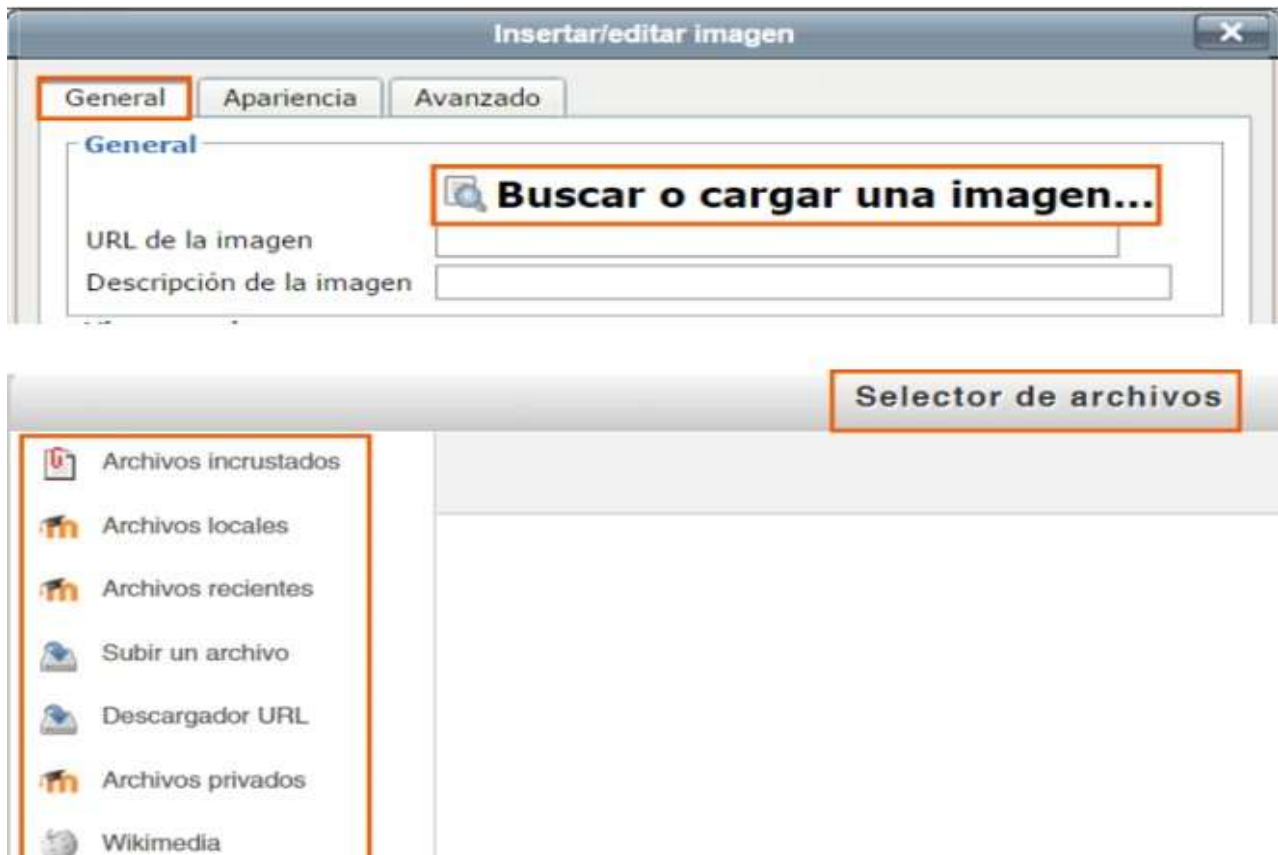 Insertar/editar imagen
General Apariencia Avanzado
General
Buscar o cargar una imagen...
URL de la imagen
Descripción de la imagen
Selector de archivos
Archivos incrustados
Archivos locales
Archivos recientes
Subir un archivo
Descargador URL
Archivos privados
Wikimedia